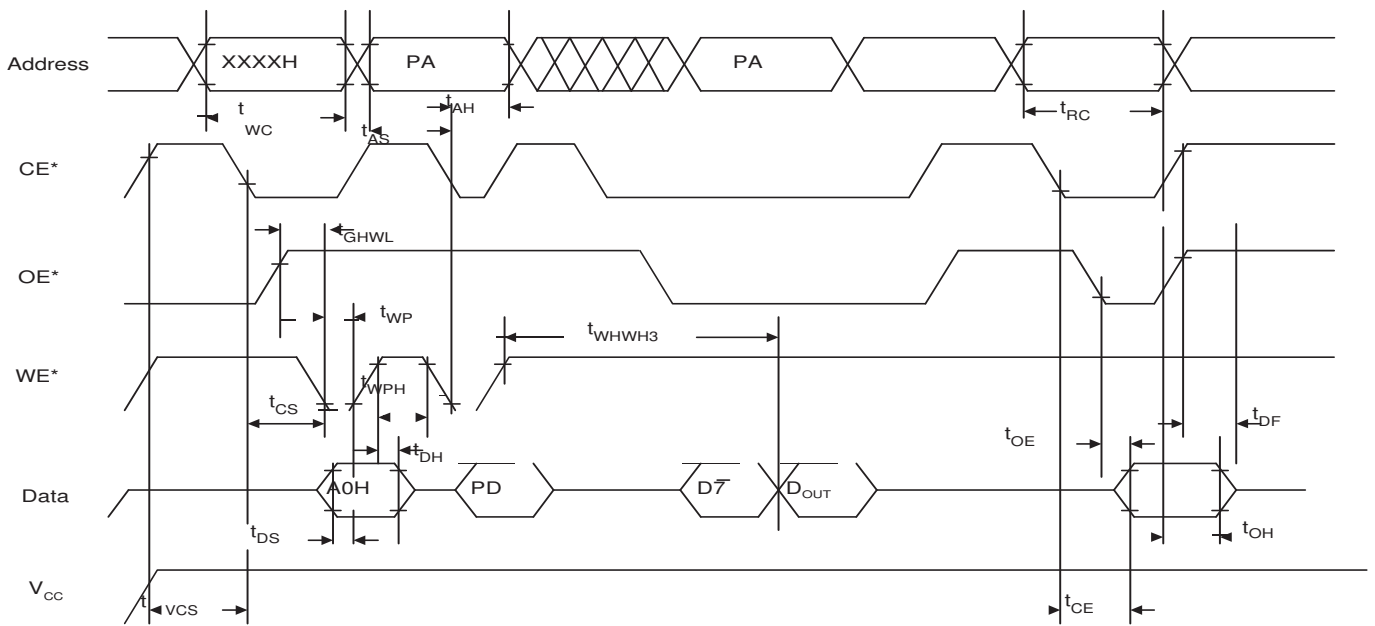 Address
XXXXH
PA
PA
tAH
tWC
tAS
tRC
CE*
tGHWL
OE*
tWP
tWHWH3
WE*
tWPH
tCS
tDF
tOE
tDH
Data
A0H
PD
D7
DOUT
tDS
tOH
VCC
tVCS
tCE